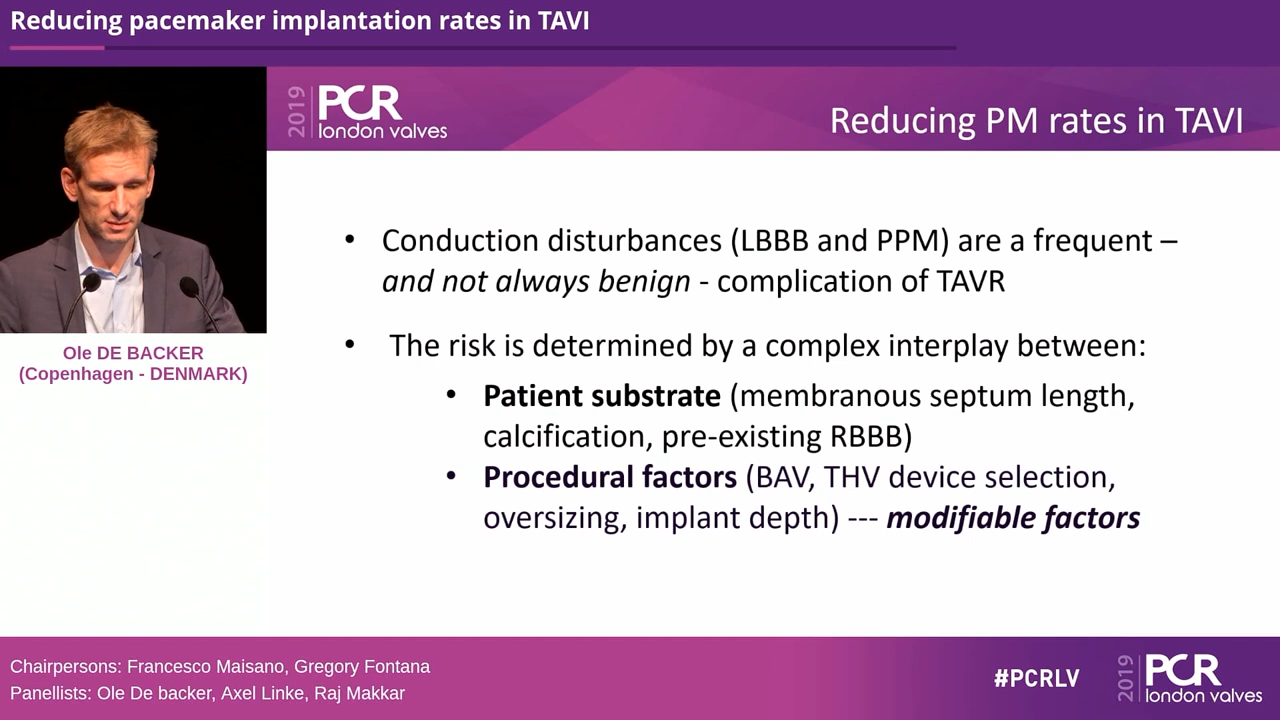 Reducing pacemaker implantation rates in TAVI
2019 PCR
london valves
Reducing PM rates in TAVI
Ole DE BACKER
(Copenhagen - DENMARK)
• Conduction disturbances (LBBB and PPM) are a frequent –
and not always benign - complication of TAVR
• The risk is determined by a complex interplay between:
• Patient substrate (membranous septum length,
calcification, pre-existing RBBB)
• Procedural factors (BAV, THV device selection,
oversizing, implant depth) --- modifiable factors
Chairpersons: Francesco Maisano, Gregory Fontana
Panellists: Ole De backer, Axel Linke, Raj Makkar
#PCRLV
2019 PCR
london valves